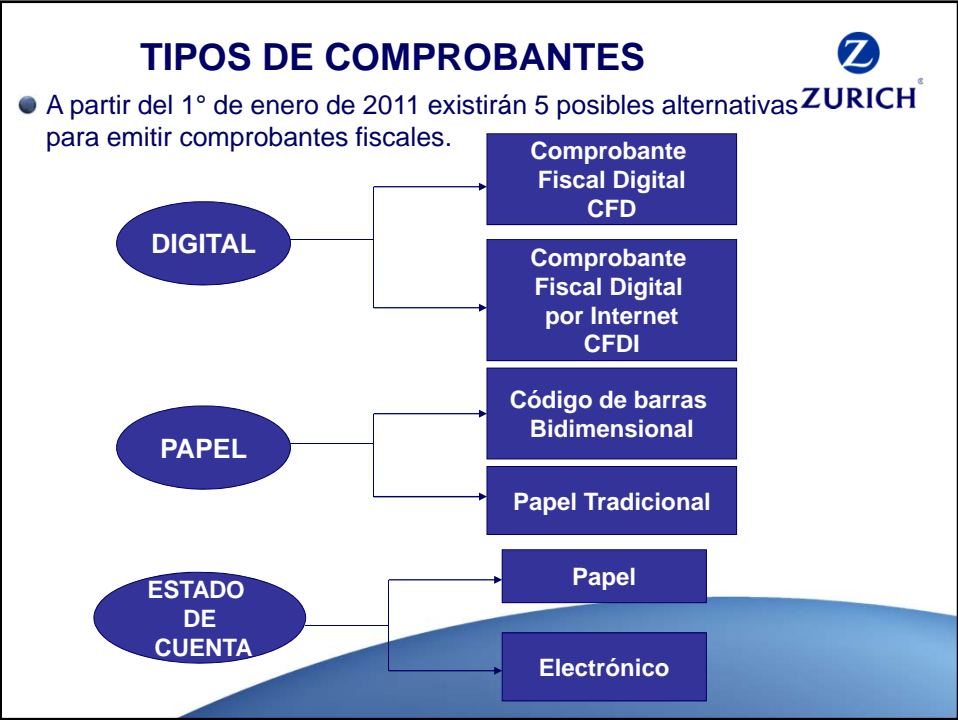 TIPOS DE COMPROBANTES
Z
ZURICH®
A partir del 1° de enero de 2011 existirán 5 posibles alternativas
para emitir comprobantes fiscales.
DIGITAL
Comprobante
Fiscal Digital
CFD
Comprobante
Fiscal Digital
por Internet
CFDI
PAPEL
Código de barras
Bidimensional
Papel Tradicional
ESTADO
DE
CUENTA
Papel
Electrónico